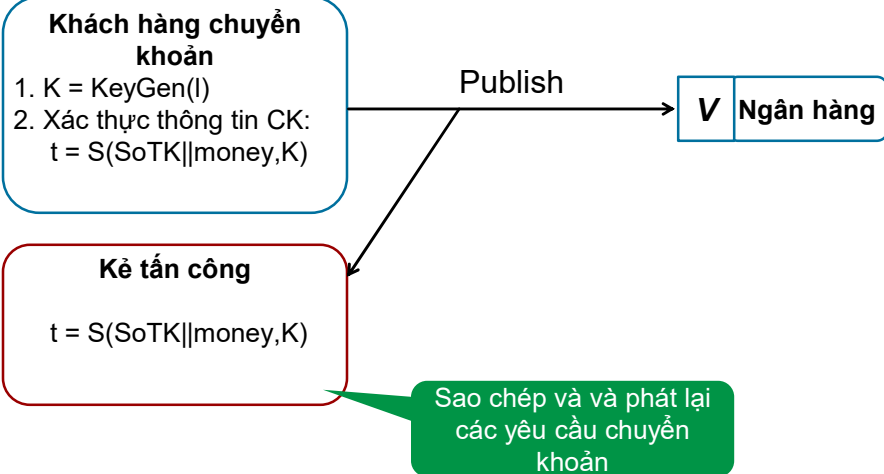 Khách hàng chuyển
khoản
1. K = KeyGen(l)
2. Xác thực thông tin CK:
t = S(SoTK||money,K)
Publish
V Ngân hàng
Kẻ tấn công
t = S(SoTK||money,K)
Sao chép và và phát lại
các yêu cầu chuyển
khoản